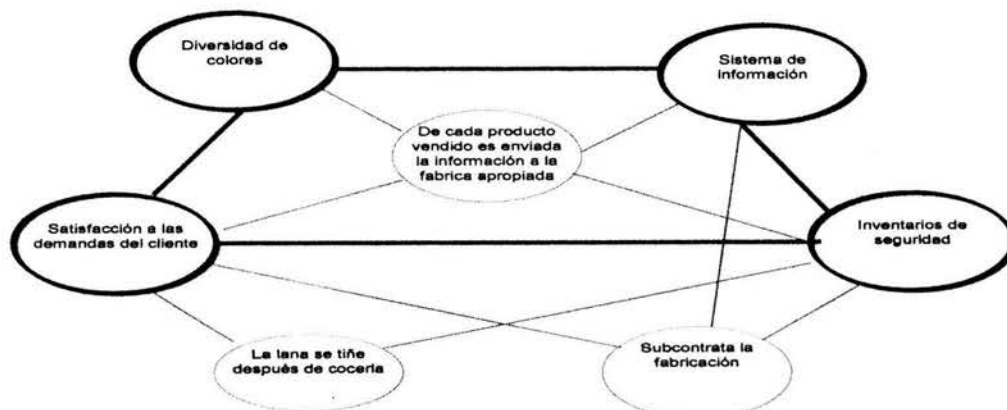 Diversidad de
colores
Sistema de
información
De cada producto
vendido es enviada
la información a la
fabrica apropiada
Satisfacción a las
demandas del cliente
Inventarios de
seguridad
La lana se tiñe
después de cocerla
Subcontrata la
fabricación